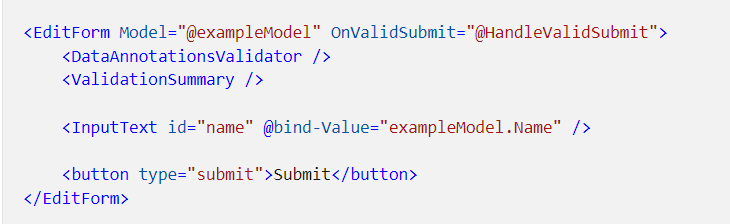 <EditForm Model="@exampleModel" OnValidSubmit="@HandleValidSubmit">
    <DataAnnotationsValidator />
    <ValidationSummary />

    <InputText id="name" @bind-Value="exampleModel.Name" />

    <button type="submit">Submit</button>
</EditForm>